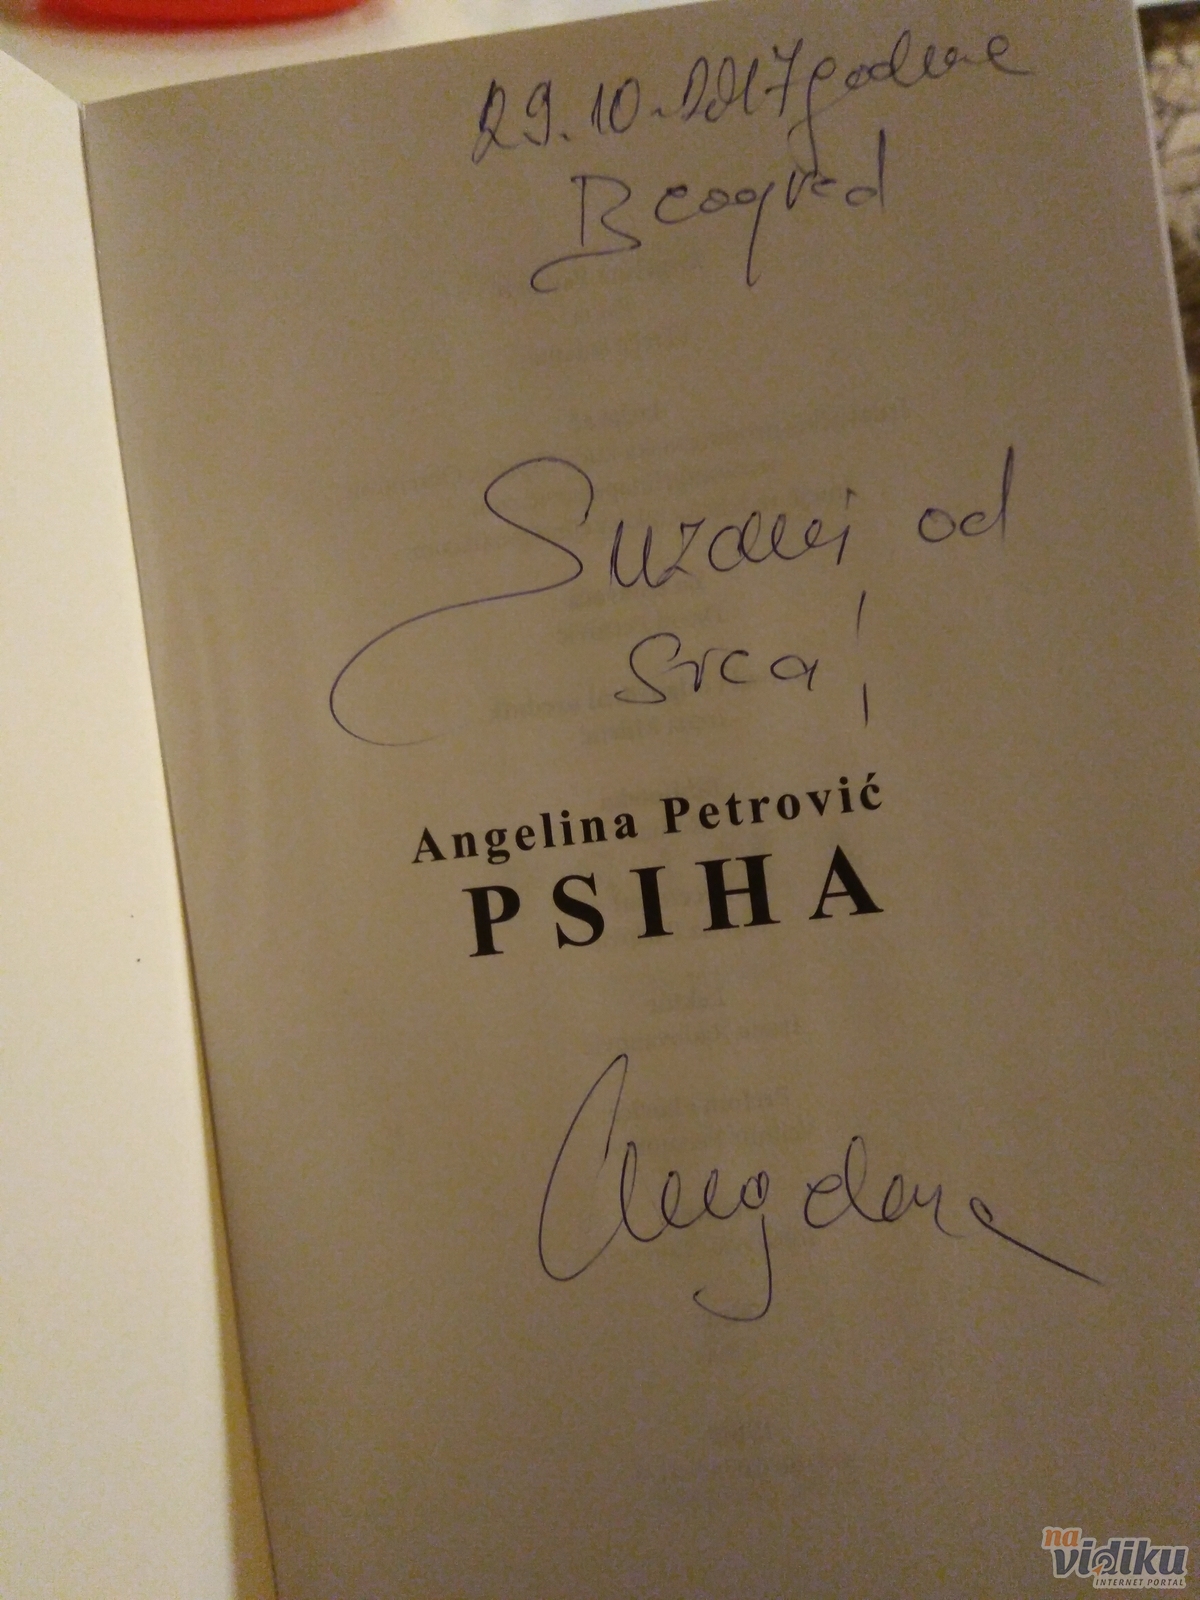 29.10.2017 godine
Beograd
Suzani od
srca!
Angelina Petrović
PSIHA
na
vidiku
INTERNET PORTAL